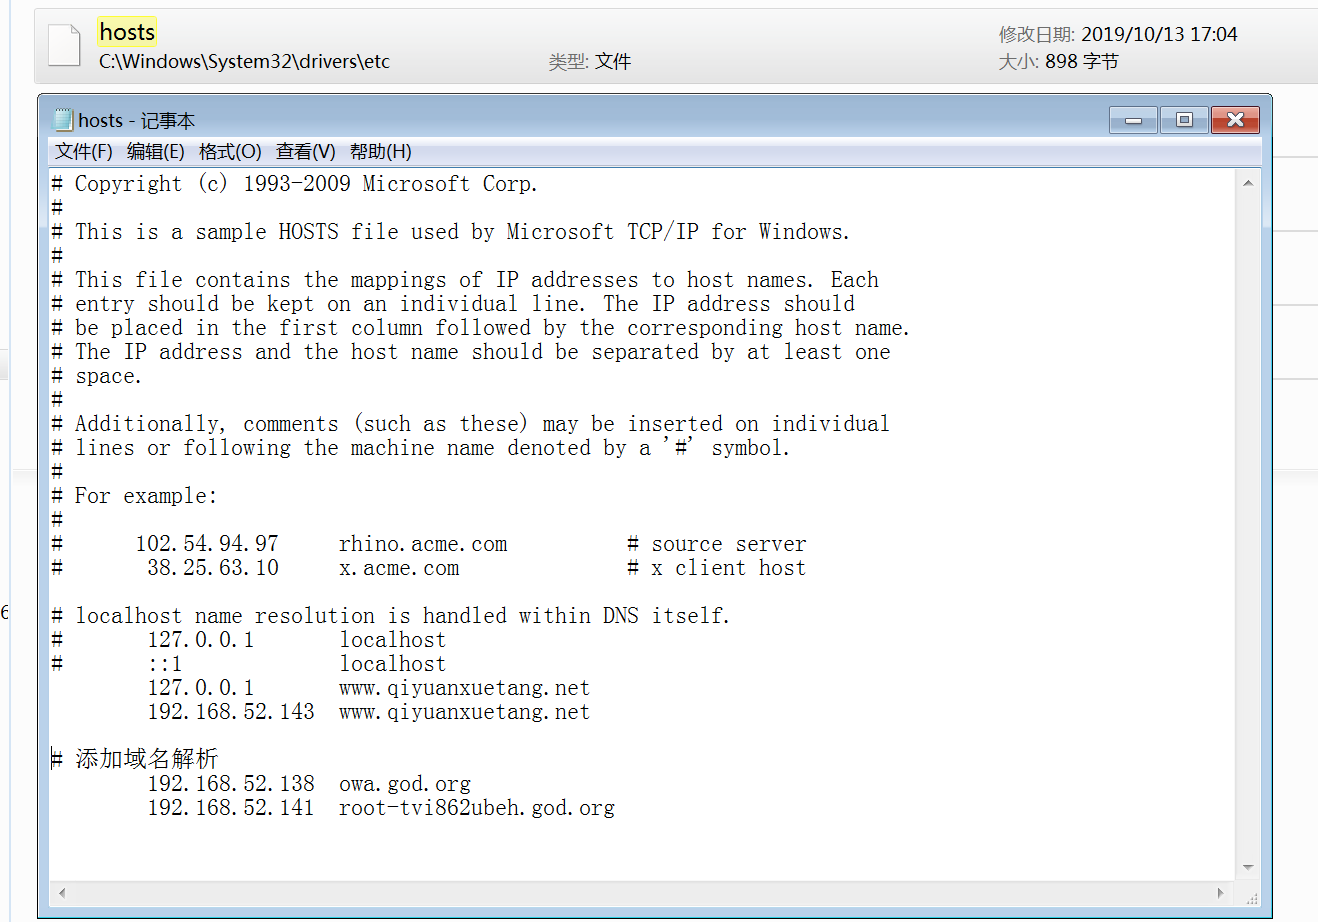 hosts
修改日期: 2019/10/13 17:04
C:\Windows\System32\drivers\etc
类型: 文件
大小: 898 字节
hosts - 记事本
文件(F) 编辑(E) 格式(O) 查看(V) 帮助(H)
# Copyright (c) 1993-2009 Microsoft Corp.
#
# This is a sample HOSTS file used by Microsoft TCP/IP for Windows.
#
# This file contains the mappings of IP addresses to host names. Each
# entry should be kept on an individual line. The IP address should
# be placed in the first column followed by the corresponding host name.
# The IP address and the host name should be separated by at least one
# space.
#
# Additionally, comments (such as these) may be inserted on individual
# lines or following the machine name denoted by a '#' symbol.
#
# For example:
#
#      102.54.94.97     rhino.acme.com          # source server
#       38.25.63.10     x.acme.com              # x client host
# localhost name resolution is handled within DNS itself.
#       127.0.0.1       localhost
#       ::1             localhost
127.0.0.1       www.qiyuanxuetang.net
192.168.52.143  www.qiyuanxuetang.net
# 添加域名解析
192.168.52.138  owa.god.org
192.168.52.141  root-tvi862ubeh.god.org